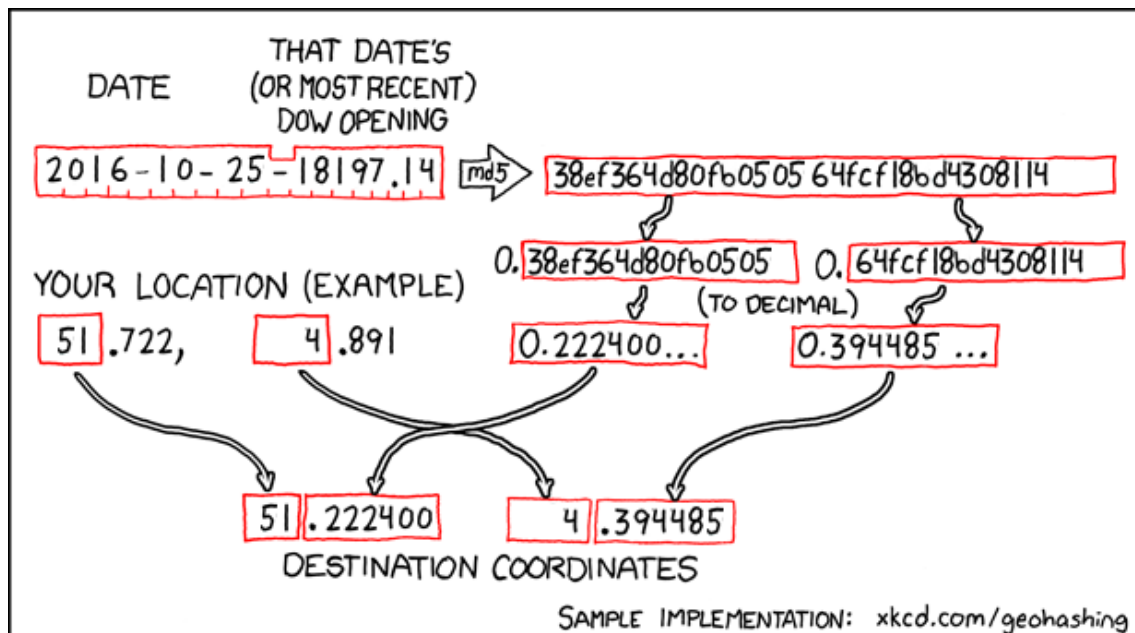 DATE
THAT DATE'S
(OR MOST RECENT)
DOW OPENING
2016-10-25-18197.14
md5
38ef364d80fb050564fcf18bd4308114
0.38ef364d80fb0505
0.64fcf18bd4308114
YOUR LOCATION (EXAMPLE)
(TO DECIMAL)
51.722, 4.891
0.222400...
0.394485...
51.222400
4.394485
DESTINATION COORDINATES
SAMPLE IMPLEMENTATION: xkcd.com/geohashing